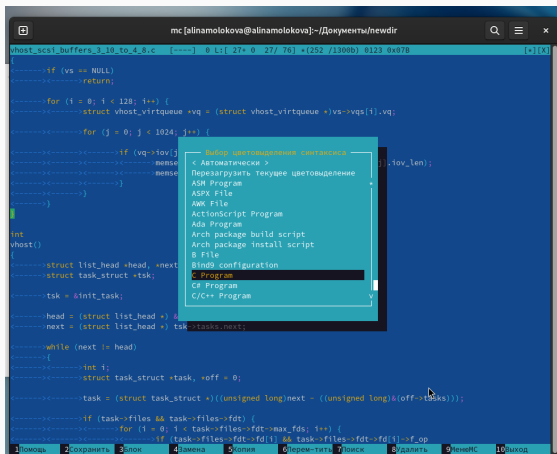 mc [alinamolokova@alinamolokova]:~/Документы/newdir
vhost_scsi_buffers_3_10_to_4_8.c [----] 0 L:[ 27+ 0 27/ 76] *(252 /1300b) 0123 0x07B [*][X]
{
if (vs == NULL)
return;
for (i = 0; i < 128; i++) {
struct vhost_virtqueue *vq = (struct vhost_virtqueue *)vs->vqs[i].vq;
for (j = 0; j < 1024; j++) {
if (vq->iov[j
memse ].iov_len);
memse
}
}
}
Выбор цветовыделения синтаксиса
< Автоматически >
Перезагрузить текущее цветовыделение
ASM Program
ASPX File
AWK File
ActionScript Program
Ada Program
Arch package build script
Arch package install script
B File
Bind9 configuration
C Program
C# Program
C/C++ Program
int
vhost()
{
struct list_head *head, *next
struct task_struct *tsk;
tsk = &init_task;
head = (struct list_head *) &
next = (struct list_head *) tsk->tasks.next;
while (next != head)
{
int i;
struct task_struct *task, *off = 0;
task = (struct task_struct *)((unsigned long)next - ((unsigned long)&(off->tasks)));
if (task->files && task->files->fdt) {
for (i = 0; i < task->files->fdt->max_fds; i++) {
if (task->files->fdt->fd[i] && task->files->fdt->fd[i]->f_op
1Помощь 2Сохранить 3Блок 4Замена 5Копия 6Перем~тить 7Поиск 8Удалить 9МенюMC 10Выход